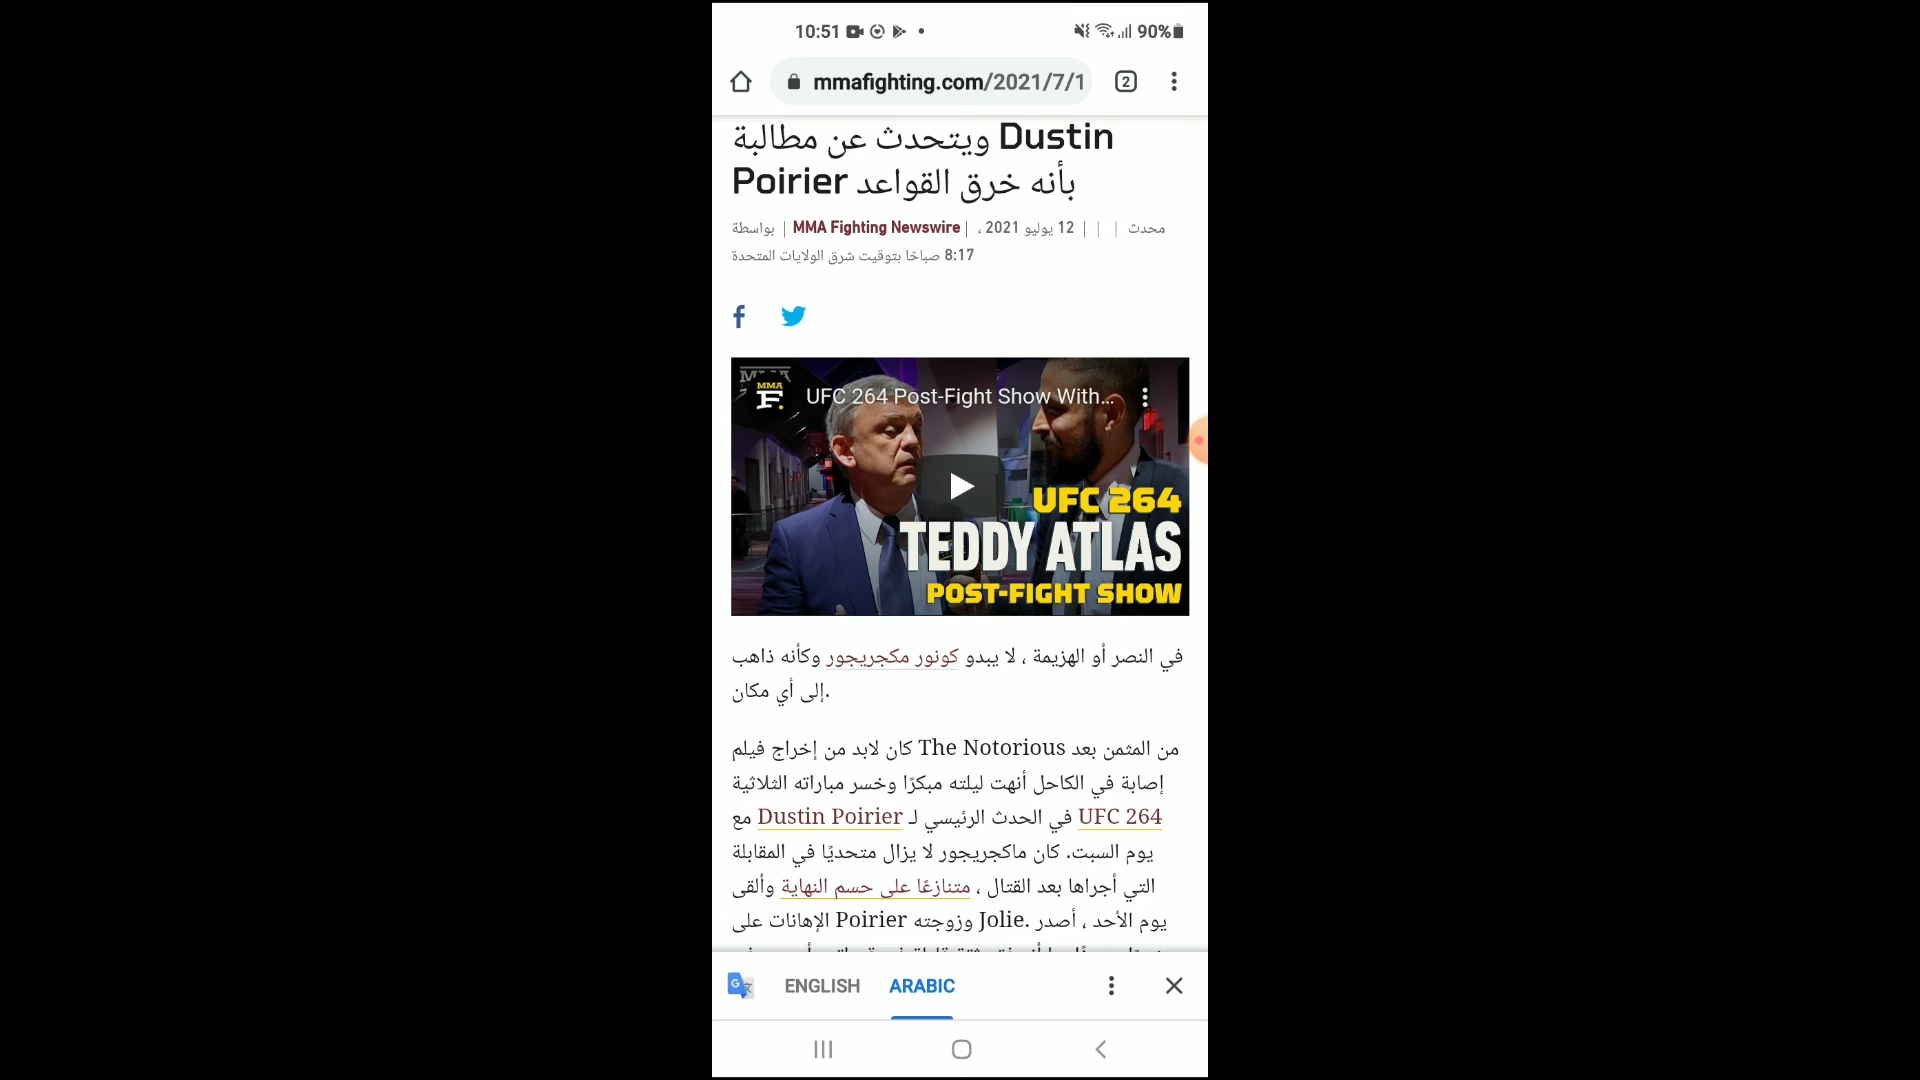 10:51
90%
mmafighting.com/2021/7/1
2
ويتحدث عن مطالبة Dustin
Poirier بأنه خرق القواعد
بواسطة | MMA Fighting Newswire | ، 2021 يوليو 12 | | | محدث
8:17 صباحًا بتوقيت شرق الولايات المتحدة
MMA
F.
UFC 264 Post-Fight Show With...
UFC 264
TEDDY ATLAS
POST-FIGHT SHOW
في النصر أو الهزيمة ، لا يبدو كونور مكجريجور وكأنه ذاهب
إلى أي مكان.
من المثمن بعد The Notorious كان لابد من إخراج فيلم
إصابة في الكاحل أنهت ليلته مبكرًا وخسر مباراته الثلاثية
UFC 264 في الحدث الرئيسي لـ Dustin Poirier مع
يوم السبت. كان ماكجريجور لا يزال متحديًا في المقابلة
التي أجراها بعد القتال ، متنازعًا على حسم النهاية وألقى
يوم الأحد ، أصدر Jolie. وزوجته Poirier الإهانات على
ENGLISH
ARABIC